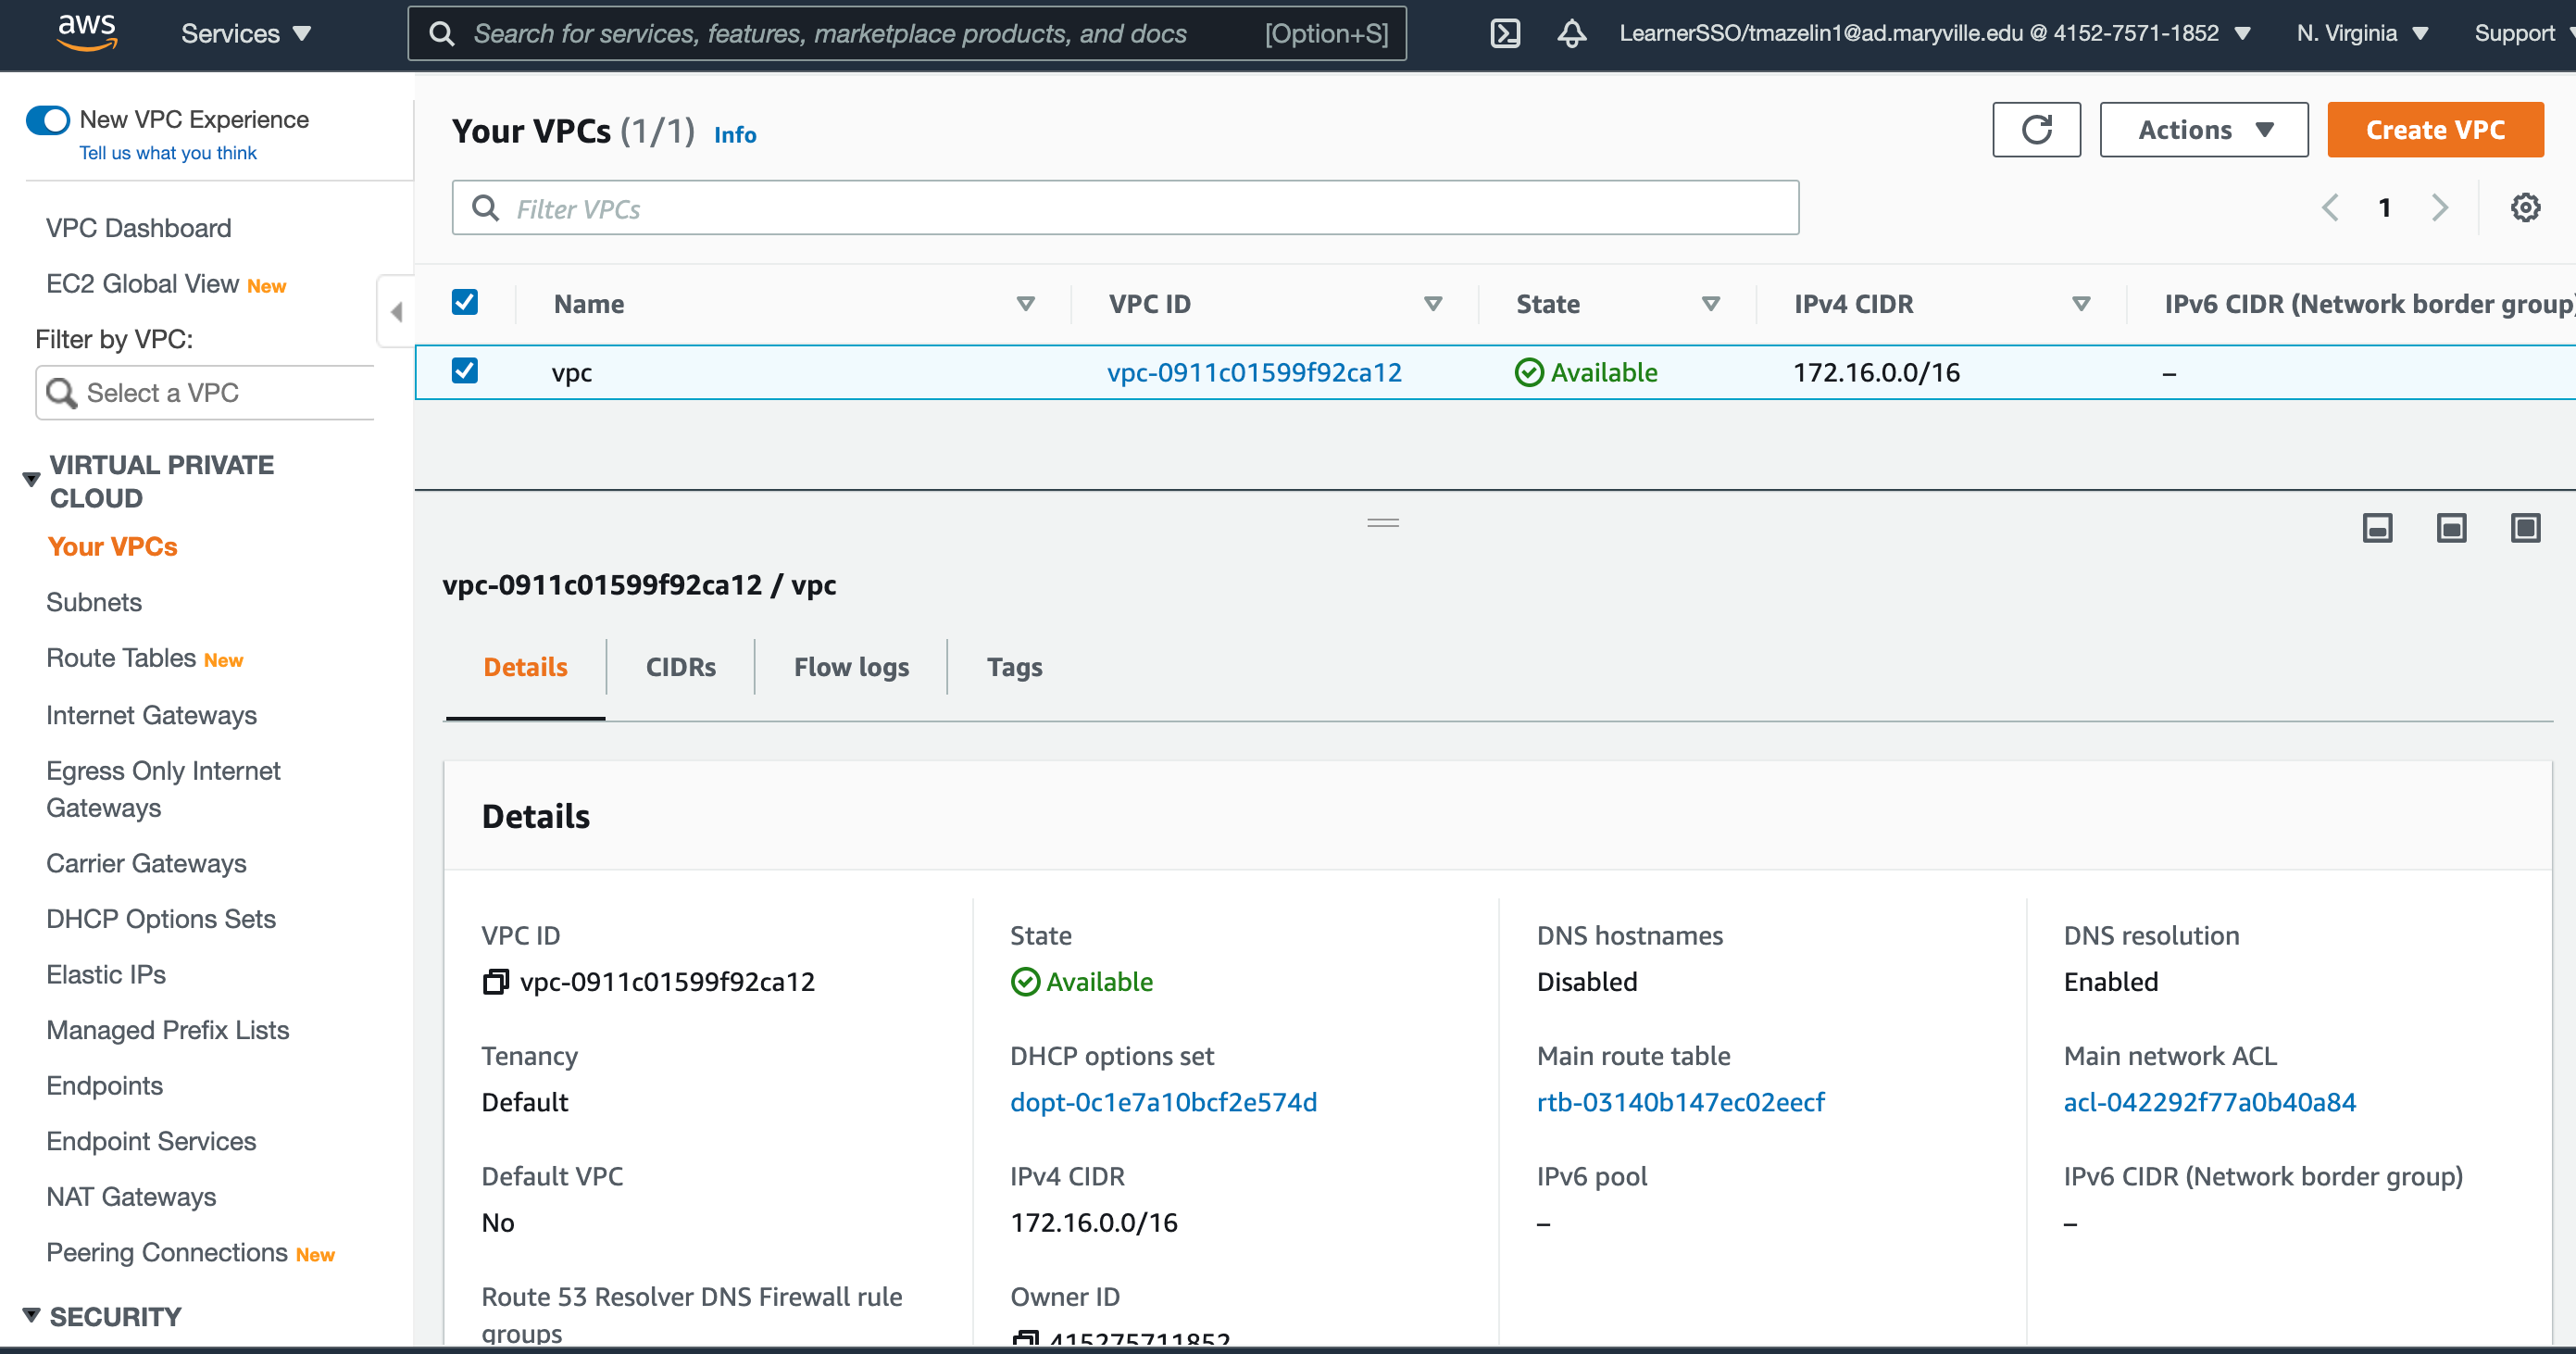 aws
Services
Search for services, features, marketplace products, and docs [Option+S]
LearnerSSO/tmazelin1@ad.maryville.edu @ 4152-7571-1852
N. Virginia
Support
New VPC Experience
Tell us what you think
VPC Dashboard
EC2 Global View New
Filter by VPC:
Select a VPC
VIRTUAL PRIVATE
CLOUD
Your VPCs
Subnets
Route Tables New
Internet Gateways
Egress Only Internet
Gateways
Carrier Gateways
DHCP Options Sets
Elastic IPs
Managed Prefix Lists
Endpoints
Endpoint Services
NAT Gateways
Peering Connections New
SECURITY
Your VPCs (1/1) Info
Actions
Create VPC
Filter VPCs
1
Name VPC ID State IPv4 CIDR IPv6 CIDR (Network border group)
vpc vpc-0911c01599f92ca12 Available 172.16.0.0/16 –
vpc-0911c01599f92ca12 / vpc
Details CIDRs Flow logs Tags
Details
VPC ID
vpc-0911c01599f92ca12
State
Available
DNS hostnames
Disabled
DNS resolution
Enabled
Tenancy
Default
DHCP options set
dopt-0c1e7a10bcf2e574d
Main route table
rtb-03140b147ec02eecf
Main network ACL
acl-042292f77a0b40a84
Default VPC
No
IPv4 CIDR
172.16.0.0/16
IPv6 pool
–
IPv6 CIDR (Network border group)
–
Route 53 Resolver DNS Firewall rule
groups
Owner ID
415275711852